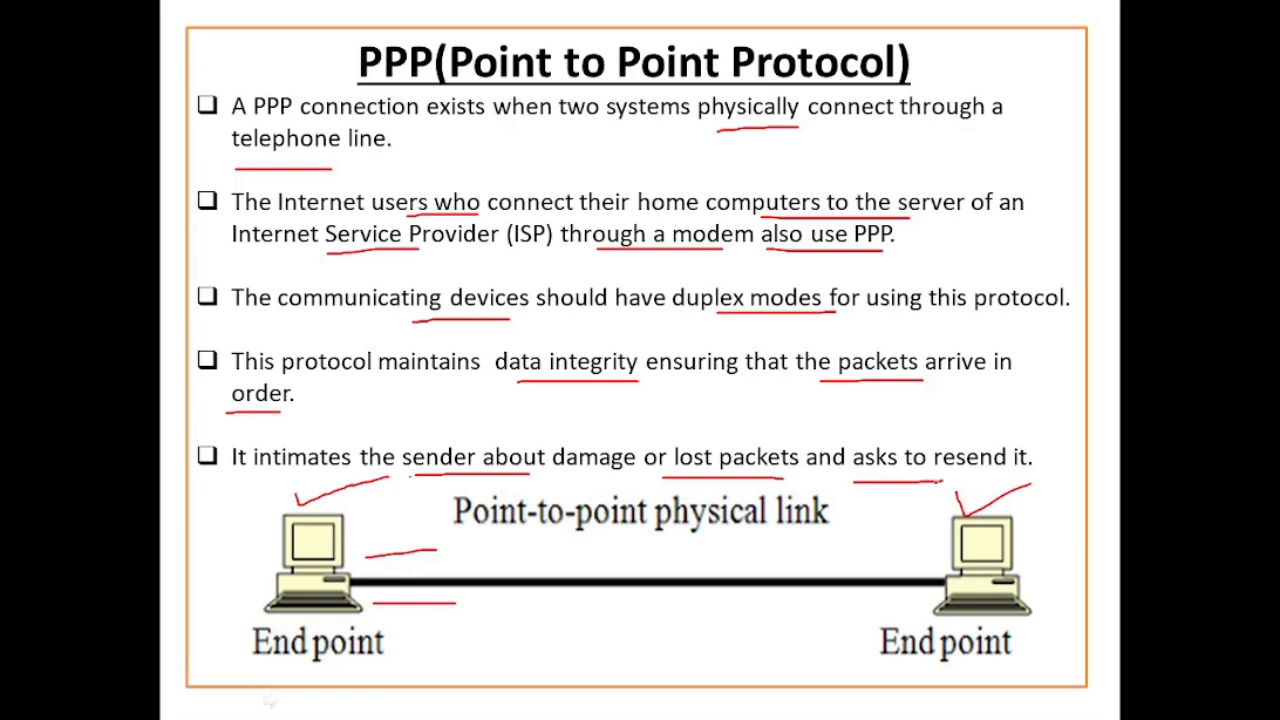 PPP(Point to Point Protocol)
❑ A PPP connection exists when two systems physically connect through a
telephone line.
❑ The Internet users who connect their home computers to the server of an
Internet Service Provider (ISP) through a modem also use PPP.
❑ The communicating devices should have duplex modes for using this protocol.
❑ This protocol maintains data integrity ensuring that the packets arrive in
order.
❑ It intimates the sender about damage or lost packets and asks to resend it.
Point-to-point physical link
End point
End point